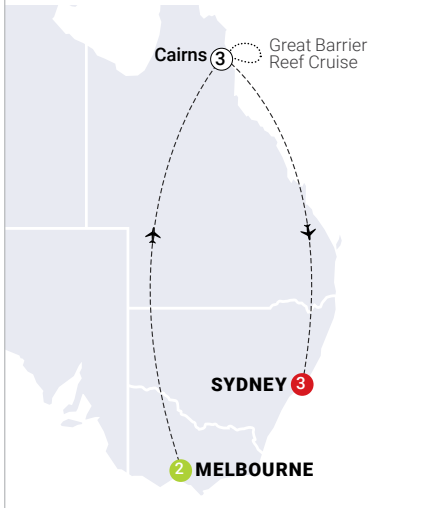 Great Barrier
Reef Cruise
Cairns 3
SYDNEY 3
2 MELBOURNE